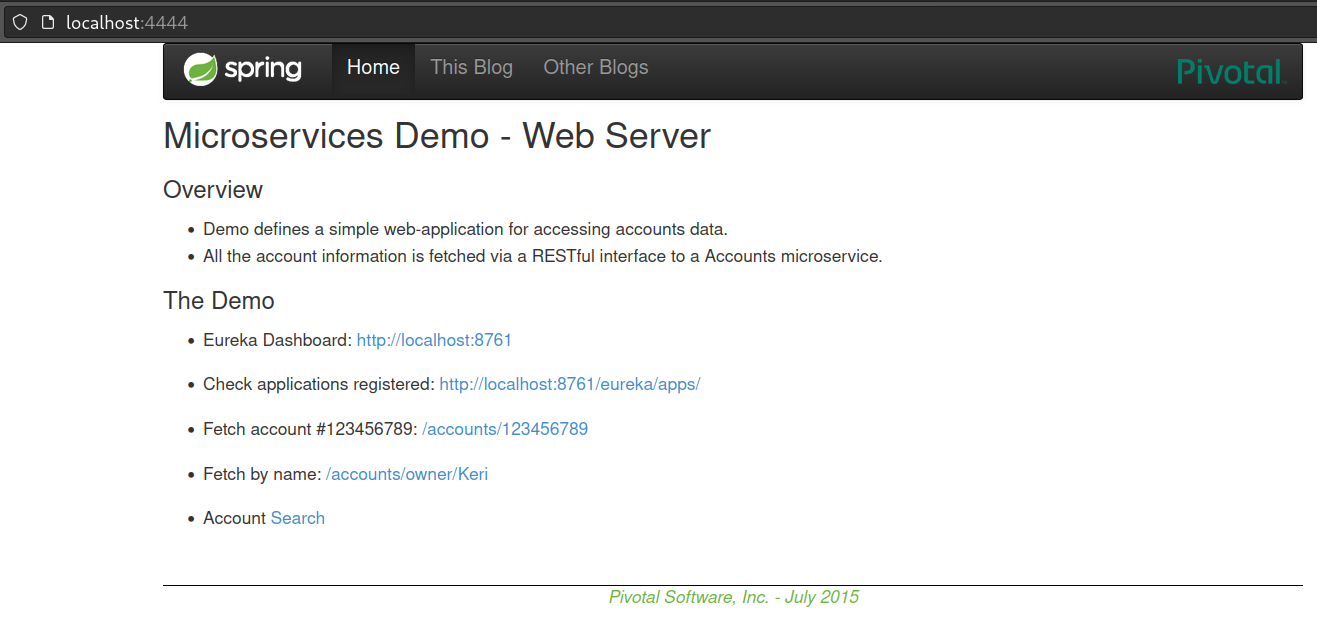 localhost:4444
spring Home This Blog Other Blogs Pivotal
Microservices Demo - Web Server
Overview
• Demo defines a simple web-application for accessing accounts data.
• All the account information is fetched via a RESTful interface to a Accounts microservice.
The Demo
• Eureka Dashboard: http://localhost:8761
• Check applications registered: http://localhost:8761/eureka/apps/
• Fetch account #123456789: /accounts/123456789
• Fetch by name: /accounts/owner/Keri
• Account Search
Pivotal Software, Inc. - July 2015